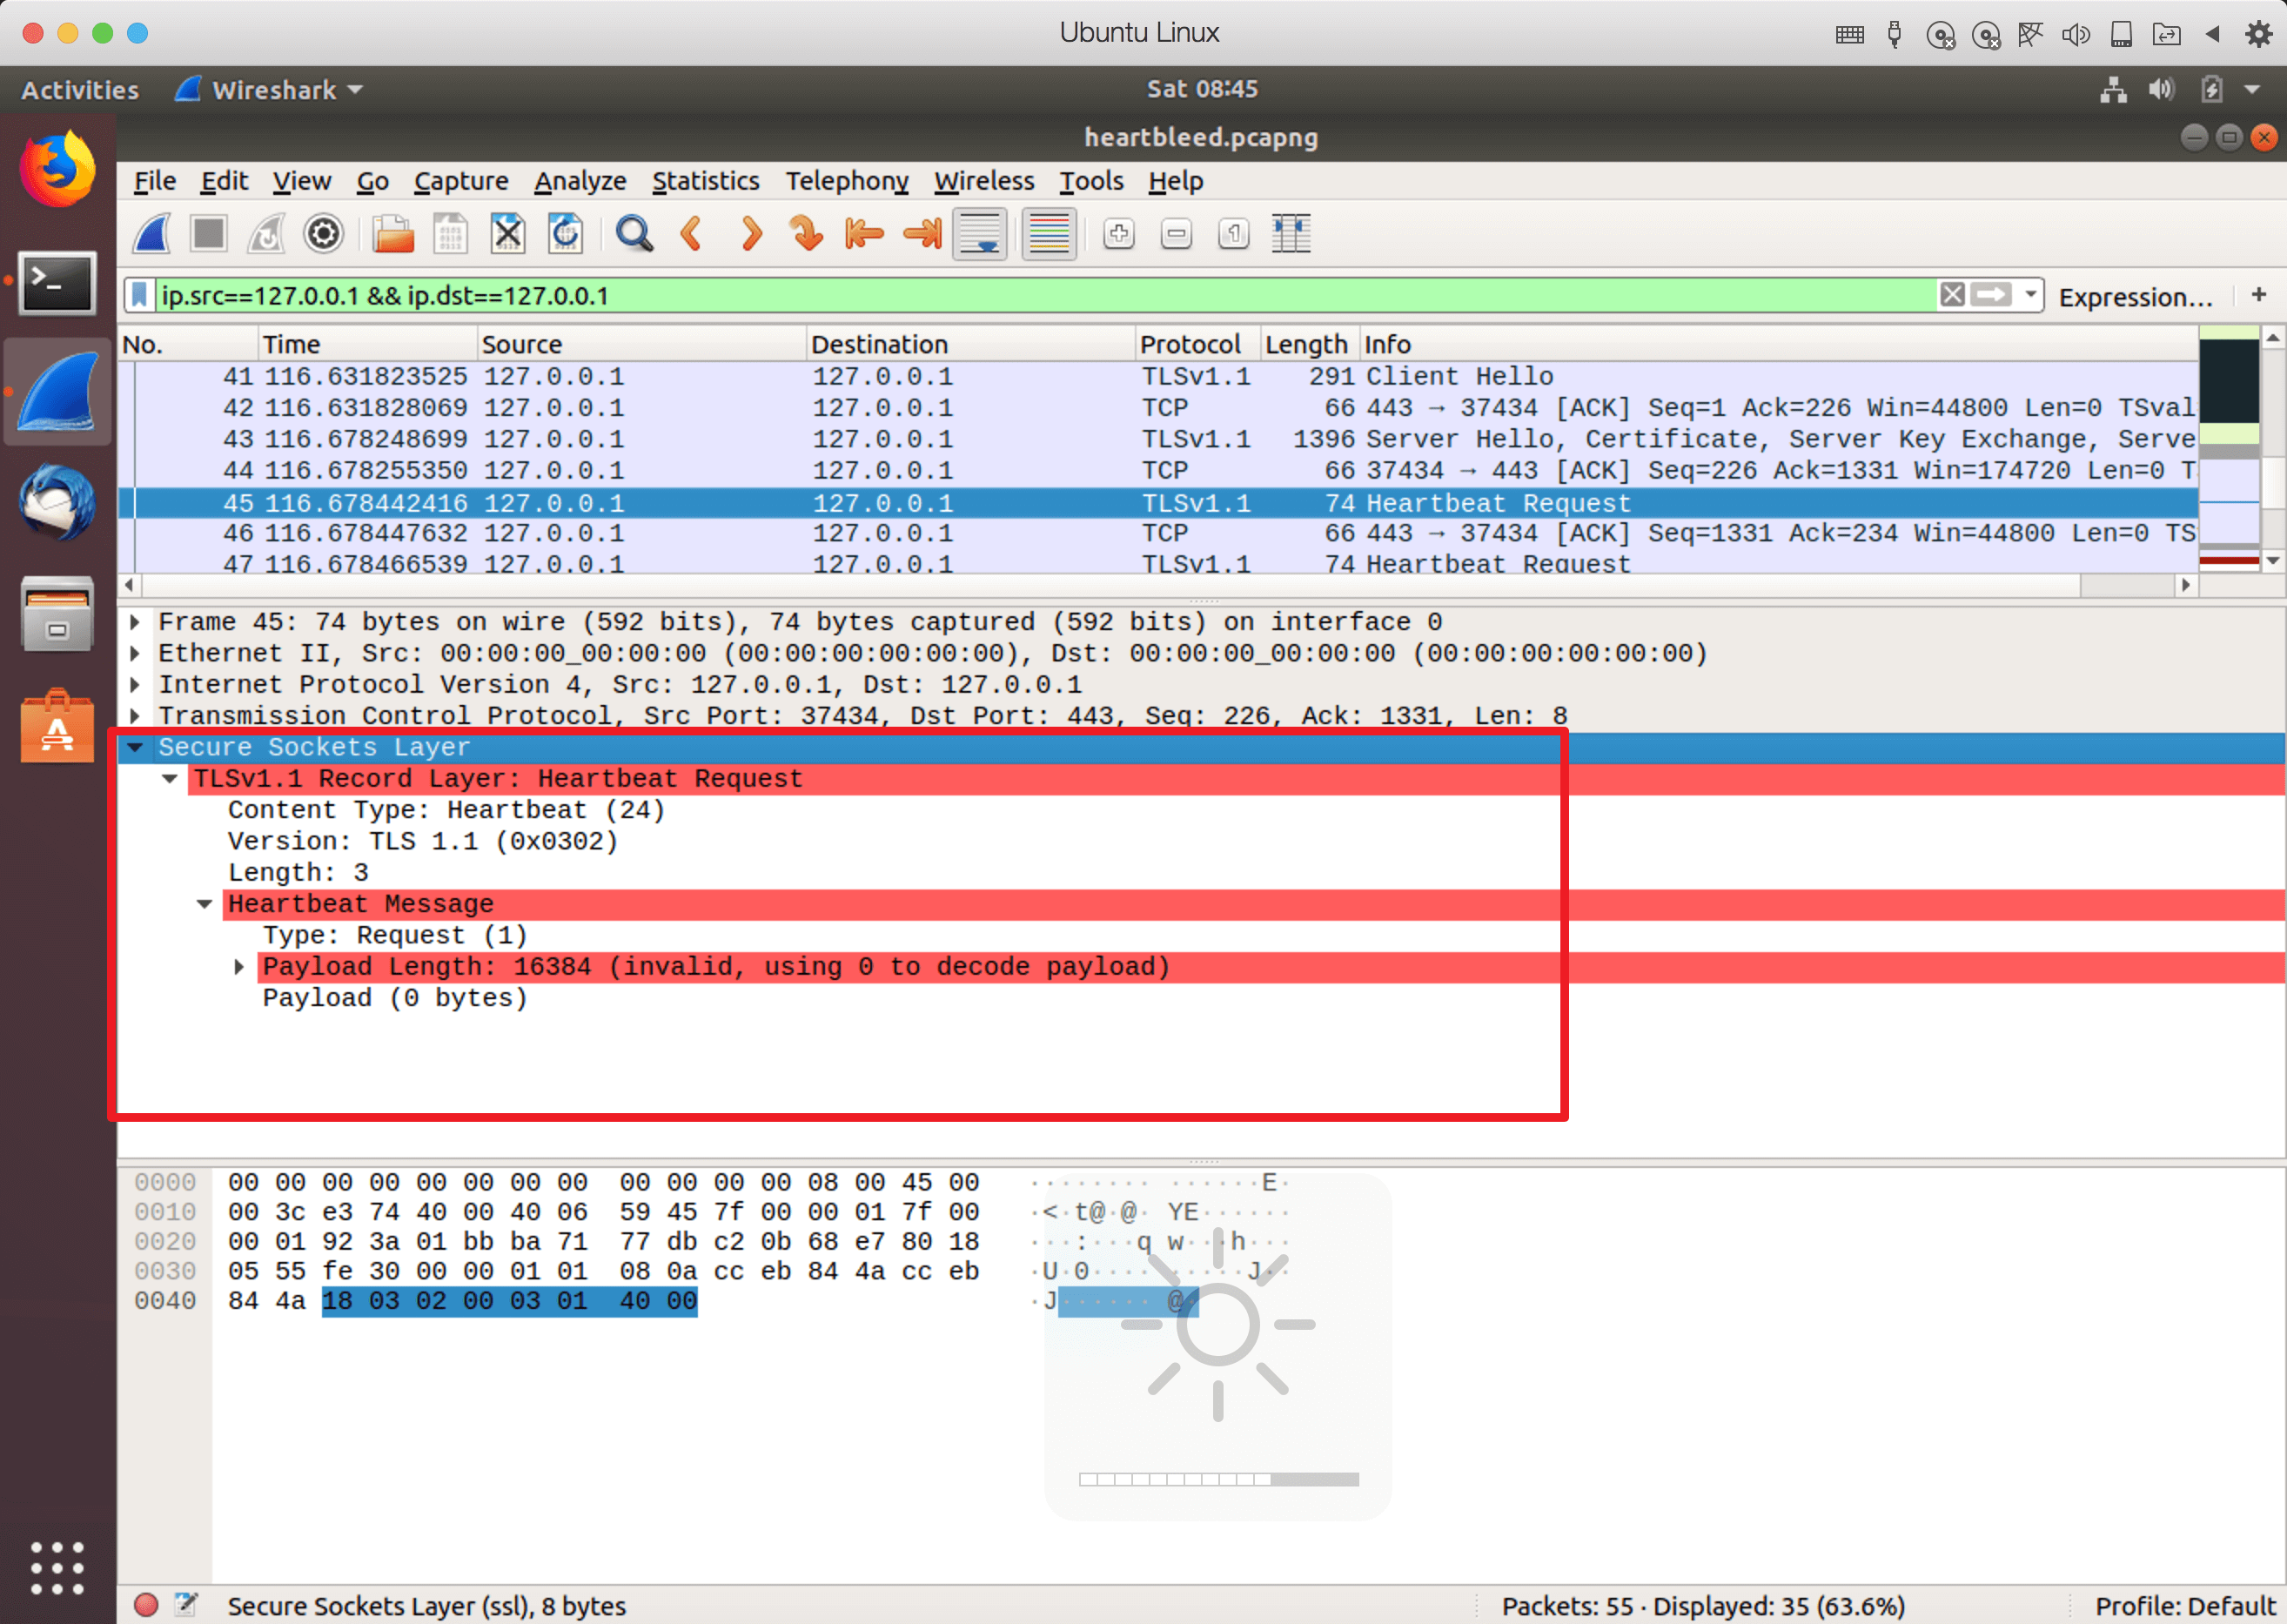 Ubuntu Linux
Activities Wireshark Sat 08:45
heartbleed.pcapng
File Edit View Go Capture Analyze Statistics Telephony Wireless Tools Help
ip.src==127.0.0.1 && ip.dst==127.0.0.1 Expression… +
No. Time Source Destination Protocol Length Info
41 116.631823525 127.0.0.1 127.0.0.1 TLSv1.1 291 Client Hello
42 116.631828069 127.0.0.1 127.0.0.1 TCP 66 443 → 37434 [ACK] Seq=1 Ack=226 Win=44800 Len=0 TSval
43 116.678248699 127.0.0.1 127.0.0.1 TLSv1.1 1396 Server Hello, Certificate, Server Key Exchange, Serve
44 116.678255350 127.0.0.1 127.0.0.1 TCP 66 37434 → 443 [ACK] Seq=226 Ack=1331 Win=174720 Len=0 T
45 116.678442416 127.0.0.1 127.0.0.1 TLSv1.1 74 Heartbeat Request
46 116.678447632 127.0.0.1 127.0.0.1 TCP 66 443 → 37434 [ACK] Seq=1331 Ack=234 Win=44800 Len=0 TS
47 116.678466539 127.0.0.1 127.0.0.1 TLSv1.1 74 Heartbeat Request
Frame 45: 74 bytes on wire (592 bits), 74 bytes captured (592 bits) on interface 0
Ethernet II, Src: 00:00:00_00:00:00 (00:00:00:00:00:00), Dst: 00:00:00_00:00:00 (00:00:00:00:00:00)
Internet Protocol Version 4, Src: 127.0.0.1, Dst: 127.0.0.1
Transmission Control Protocol, Src Port: 37434, Dst Port: 443, Seq: 226, Ack: 1331, Len: 8
Secure Sockets Layer
TLSv1.1 Record Layer: Heartbeat Request
Content Type: Heartbeat (24)
Version: TLS 1.1 (0x0302)
Length: 3
Heartbeat Message
Type: Request (1)
Payload Length: 16384 (invalid, using 0 to decode payload)
Payload (0 bytes)
0000 00 00 00 00 00 00 00 00 00 00 00 00 08 00 45 00 ········ ······E·
0010 00 3c e3 74 40 00 40 06 59 45 7f 00 00 01 7f 00 ·<·t@·@· YE······
0020 00 01 92 3a 01 bb ba 71 77 db c2 0b 68 e7 80 18 ···:···q w···h···
0030 05 55 fe 30 00 00 01 01 08 0a cc eb 84 4a cc eb ·U·0···· ·····J··
0040 84 4a 18 03 02 00 03 01 40 00 ·J······ @·
Secure Sockets Layer (ssl), 8 bytes Packets: 55 · Displayed: 35 (63.6%) Profile: Default